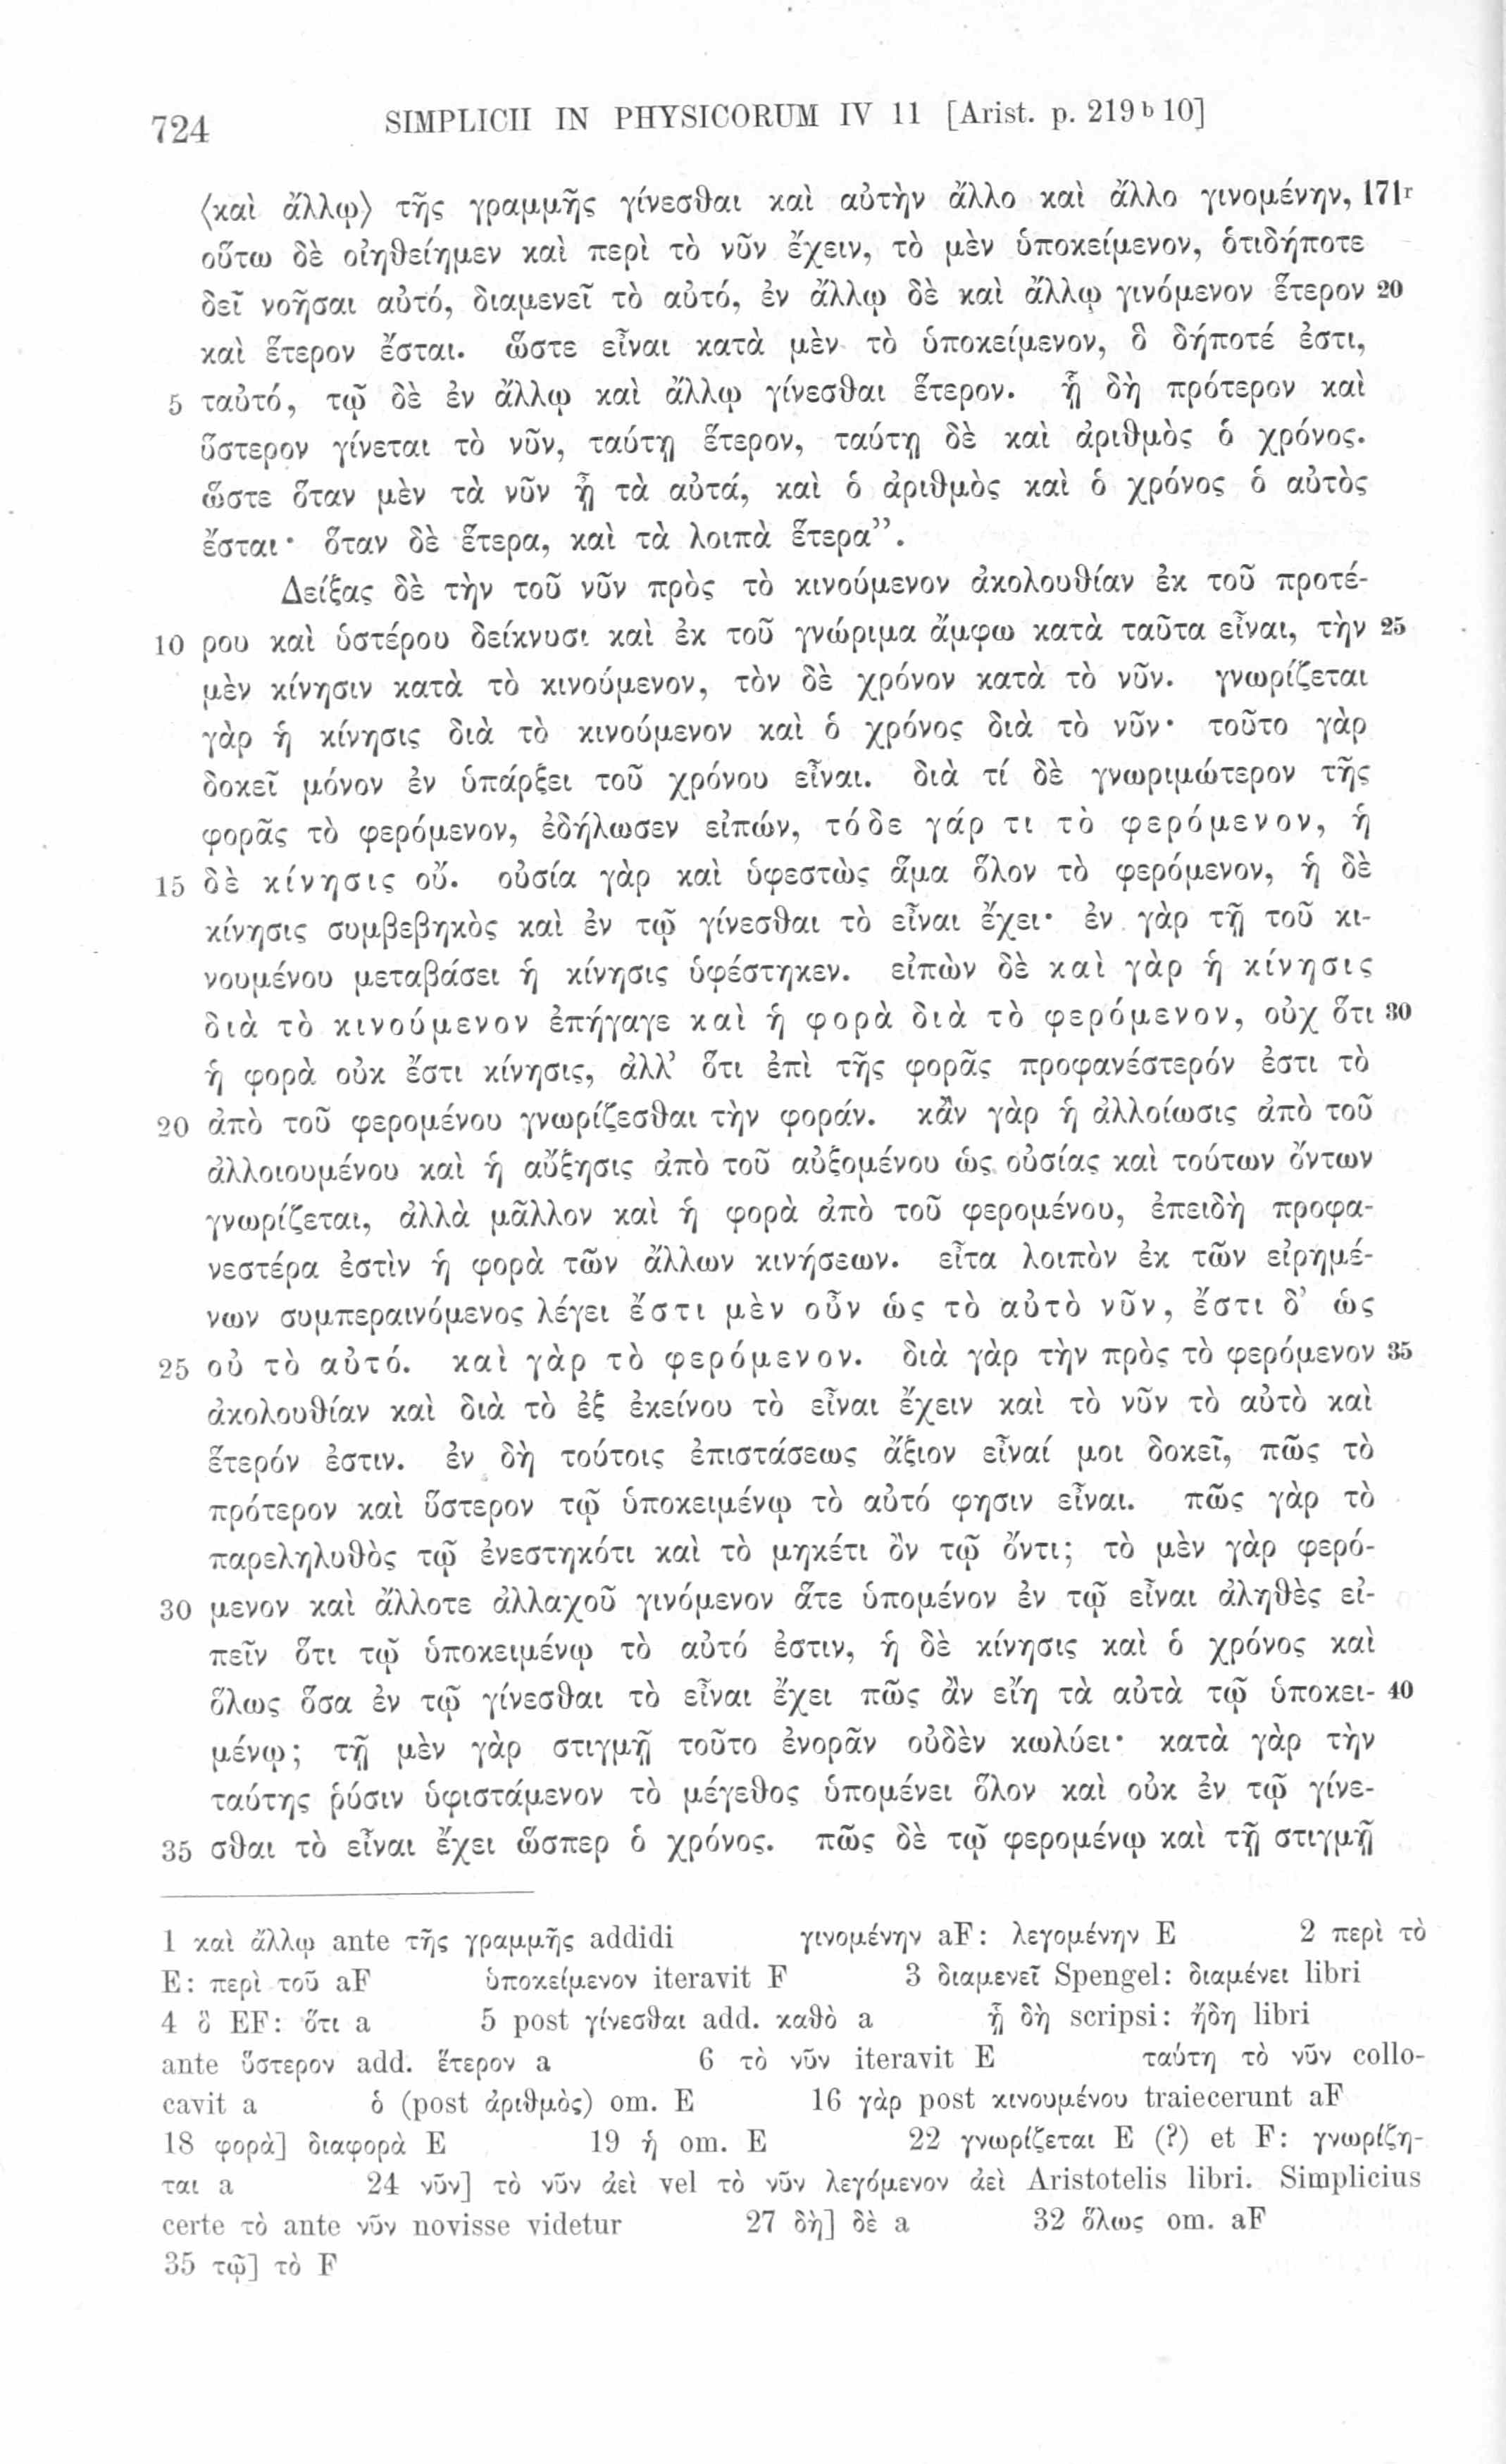 724 SIMPLICII IN PHYSICORUM IV 11 [Arist. p. 219 b 10]
⟨καὶ ἄλλῳ⟩ τῆς γραμμῆς γίνεσθαι καὶ αὐτὴν ἄλλο καὶ ἄλλο γινομένην, 171r
οὕτω δὲ οἰηθείημεν καὶ περὶ τὸ νῦν ἔχειν, τὸ μὲν ὑποκείμενον, ὁτιδήποτε
δεῖ νοῆσαι αὐτό, διαμενεῖ τὸ αὐτό, ἐν ἄλλῳ δὲ καὶ ἄλλῳ γινόμενον ἕτερον 20
καὶ ἕτερον ἔσται. ὥστε εἶναι κατὰ μὲν τὸ ὑποκείμενον, ὃ δήποτέ ἐστι,
5 ταὐτό, τῷ δὲ ἐν ἄλλῳ καὶ ἄλλῳ γίνεσθαι ἕτερον. ᾗ δὴ πρότερον καὶ
ὕστερον γίνεται τὸ νῦν, ταύτῃ ἕτερον, ταύτῃ δὲ καὶ ἀριθμὸς ὁ χρόνος.
ὥστε ὅταν μὲν τὰ νῦν ᾖ τὰ αὐτά, καὶ ὁ ἀριθμὸς καὶ ὁ χρόνος ὁ αὐτὸς
ἔσται· ὅταν δὲ ἕτερα, καὶ τὰ λοιπὰ ἕτερα”.
Δείξας δὲ τὴν τοῦ νῦν πρὸς τὸ κινούμενον ἀκολουθίαν ἐκ τοῦ προτέ-
10 ρου καὶ ὑστέρου δείκνυσι καὶ ἐκ τοῦ γνώριμα ἄμφω κατὰ ταῦτα εἶναι, τὴν 25
μὲν κίνησιν κατὰ τὸ κινούμενον, τὸν δὲ χρόνον κατὰ τὸ νῦν. γνωρίζεται
γὰρ ἡ κίνησις διὰ τὸ κινούμενον καὶ ὁ χρόνος διὰ τὸ νῦν· τοῦτο γὰρ
δοκεῖ μόνον ἐν ὑπάρξει τοῦ χρόνου εἶναι. διὰ τί δὲ γνωριμώτερον τῆς
φορᾶς τὸ φερόμενον, ἐδήλωσεν εἰπών, τόδε γάρ τι τὸ φερόμενον, ἡ
15 δὲ κίνησις οὔ. οὐσία γὰρ καὶ ὑφεστὼς ἅμα ὅλον τὸ φερόμενον, ἡ δὲ
κίνησις συμβεβηκὸς καὶ ἐν τῷ γίνεσθαι τὸ εἶναι ἔχει· ἐν γὰρ τῇ τοῦ κι-
νουμένου μεταβάσει ἡ κίνησις ὑφέστηκεν. εἰπὼν δὲ καὶ γὰρ ἡ κίνησις
διὰ τὸ κινούμενον ἐπήγαγε καὶ ἡ φορὰ διὰ τὸ φερόμενον, οὐχ ὅτι 30
ἡ φορὰ οὐκ ἔστι κίνησις, ἀλλ’ ὅτι ἐπὶ τῆς φορᾶς προφανέστερόν ἐστι τὸ
20 ἀπὸ τοῦ φερομένου γνωρίζεσθαι τὴν φοράν. κἂν γὰρ ἡ ἀλλοίωσις ἀπὸ τοῦ
ἀλλοιουμένου καὶ ἡ αὔξησις ἀπὸ τοῦ αὐξομένου ὡς οὐσίας καὶ τούτων ὄντων
γνωρίζεται, ἀλλὰ μᾶλλον καὶ ἡ φορὰ ἀπὸ τοῦ φερομένου, ἐπειδὴ προφα-
νεστέρα ἐστὶν ἡ φορὰ τῶν ἄλλων κινήσεων. εἶτα λοιπὸν ἐκ τῶν εἰρημέ-
νων συμπεραινόμενος λέγει ἔστι μὲν οὖν ὡς τὸ αὐτὸ νῦν, ἔστι δ’ ὡς
25 οὐ τὸ αὐτό. καὶ γὰρ τὸ φερόμενον. διὰ γὰρ τὴν πρὸς τὸ φερόμενον 35
ἀκολουθίαν καὶ διὰ τὸ ἐξ ἐκείνου τὸ εἶναι ἔχειν καὶ τὸ νῦν τὸ αὐτὸ καὶ
ἕτερόν ἐστιν. ἐν δὴ τούτοις ἐπιστάσεως ἄξιον εἶναί μοι δοκεῖ, πῶς τὸ
πρότερον καὶ ὕστερον τῷ ὑποκειμένῳ τὸ αὐτό φησιν εἶναι. πῶς γὰρ τὸ
παρεληλυθὸς τῷ ἐνεστηκότι καὶ τὸ μηκέτι ὂν τῷ ὄντι; τὸ μὲν γὰρ φερό-
30 μενον καὶ ἄλλοτε ἀλλαχοῦ γινόμενον ἅτε ὑπομένον ἐν τῷ εἶναι ἀληθὲς εἰ-
πεῖν ὅτι τῷ ὑποκειμένῳ τὸ αὐτό ἐστιν, ἡ δὲ κίνησις καὶ ὁ χρόνος καὶ
ὅλως ὅσα ἐν τῷ γίνεσθαι τὸ εἶναι ἔχει πῶς ἂν εἴη τὰ αὐτὰ τῷ ὑποκει- 40
μένῳ; τῇ μὲν γὰρ στιγμῇ τοῦτο ἐνορᾶν οὐδὲν κωλύει· κατὰ γὰρ τὴν
ταύτης ῥύσιν ὑφιστάμενον τὸ μέγεθος ὑπομένει ὅλον καὶ οὐκ ἐν τῷ γίνε-
35 σθαι τὸ εἶναι ἔχει ὥσπερ ὁ χρόνος. πῶς δὲ τῷ φερομένῳ καὶ τῇ στιγμῇ
1 καὶ ἄλλῳ ante τῆς γραμμῆς addidi γινομένην aF: λεγομένην E 2 περὶ τὸ
E: περὶ τοῦ aF ὑποκείμενον iteravit F 3 διαμενεῖ Spengel: διαμένει libri
4 ὃ EF: ὅτι a 5 post γίνεσθαι add. καθὸ a ᾗ δὴ scripsi: ἤδη libri
ante ὕστερον add. ἕτερον a 6 τὸ νῦν iteravit E ταύτῃ τὸ νῦν collo-
cavit a ὁ (post ἀριθμὸς) om. E 16 γὰρ post κινουμένου traiecerunt aF
18 φορὰ] διαφορὰ E 19 ἡ om. E 22 γνωρίζεται E (?) et F: γνωρίζη-
ται a 24 νῦν] τὸ νῦν ἀεὶ vel τὸ νῦν λεγόμενον ἀεὶ Aristotelis libri. Simplicius
certe τὸ ante νῦν novisse videtur 27 δὴ] δὲ a 32 ὅλως om. aF
35 τῷ] τὸ F